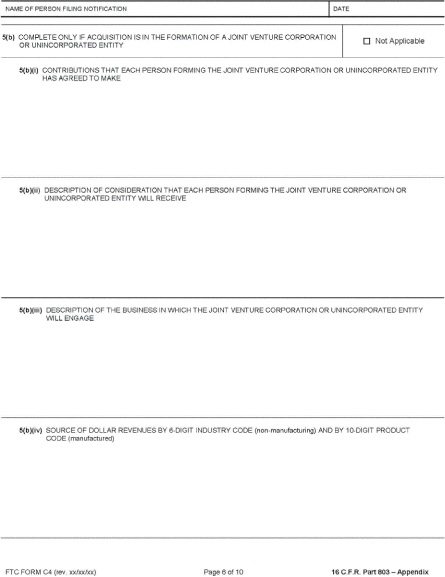 NAME OF PERSON FILING NOTIFICATION
DATE
5(b) COMPLETE ONLY IF ACQUISITION IS IN THE FORMATION OF A JOINT VENTURE CORPORATION
OR UNINCORPORATED ENTITY
Not Applicable
5(b)(i) CONTRIBUTIONS THAT EACH PERSON FORMING THE JOINT VENTURE CORPORATION OR UNINCORPORATED ENTITY
HAS AGREED TO MAKE
5(b)(ii) DESCRIPTION OF CONSIDERATION THAT EACH PERSON FORMING THE JOINT VENTURE CORPORATION OR
UNINCORPORATED ENTITY WILL RECEIVE
5(b)(iii) DESCRIPTION OF THE BUSINESS IN WHICH THE JOINT VENTURE CORPORATION OR UNINCORPORATED ENTITY
WILL ENGAGE
5(b)(iv) SOURCE OF DOLLAR REVENUES BY 6-DIGIT INDUSTRY CODE (non-manufacturing) AND BY 10-DIGIT PRODUCT
CODE (manufactured)
FTC FORM C4 (rev. xx/xx/xx)
Page 6 of 10
16 C.F.R. Part 803 – Appendix